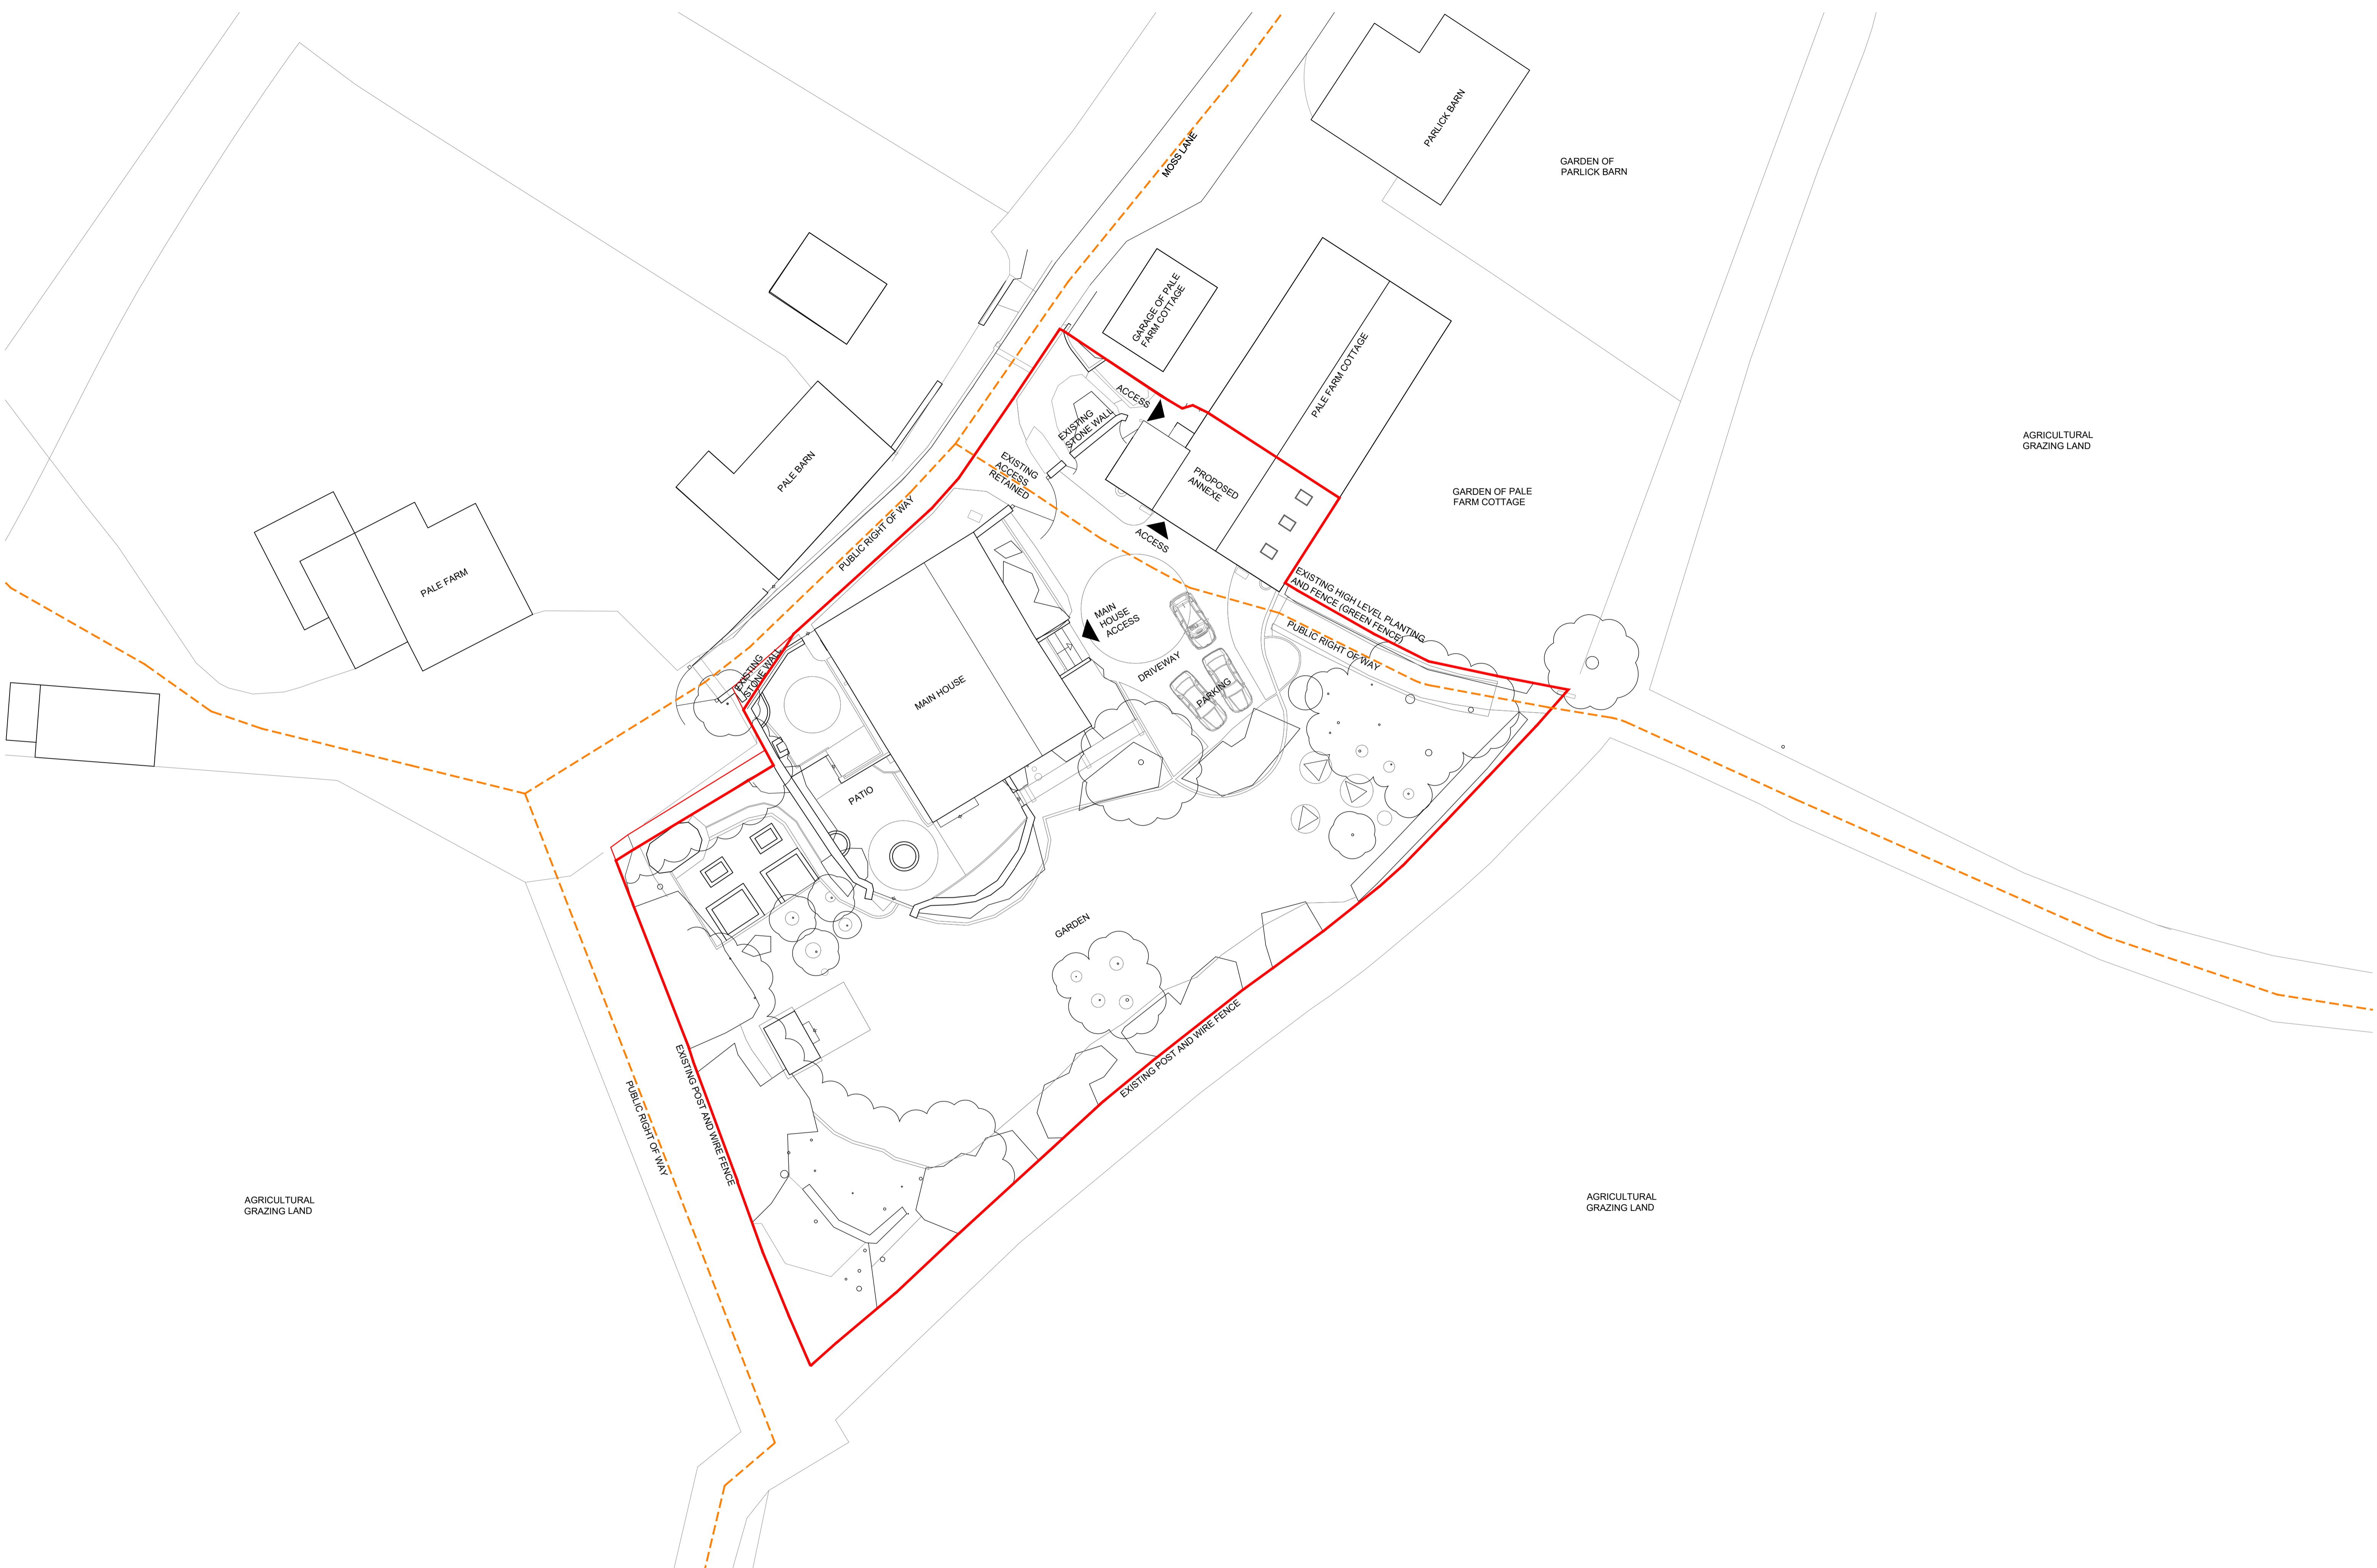 PARLICK BARN
MOSS LANE
GARDEN OF
PARLICK BARN
GARAGE OF PALE
FARM COTTAGE
PALE FARM COTTAGE
ACCESS
EXISTING
STONE WALL
AGRICULTURAL
GRAZING LAND
PALE BARN
EXISTING
ACCESS
RETAINED
PROPOSED
ANNEXE
GARDEN OF PALE
FARM COTTAGE
PUBLIC RIGHT OF WAY
ACCESS
PALE FARM
EXISTING HIGH LEVEL PLANTING
AND FENCE (GREEN FENCE)
MAIN
HOUSE
ACCESS
PUBLIC RIGHT OF WAY
EXISTING
STONE WALL
DRIVEWAY
PARKING
MAIN HOUSE
PATIO
GARDEN
EXISTING POST AND WIRE FENCE
EXISTING POST AND WIRE FENCE
PUBLIC RIGHT OF WAY
AGRICULTURAL
GRAZING LAND
AGRICULTURAL
GRAZING LAND